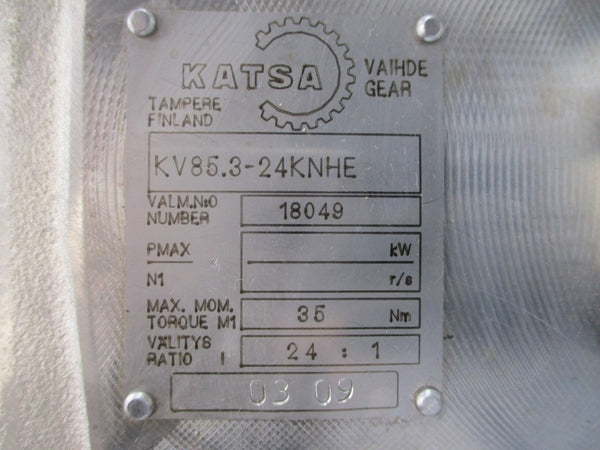 KATSA
VAIHDE
GEAR
TAMPERE
FINLAND
KV85.3-24KNHE
VALM.N:O
NUMBER
18049
PMAX
kW
N1
r/s
MAX. MOM.
TORQUE M1
35 Nm
VÄLITYS
RATIO I
24 : 1
03 09